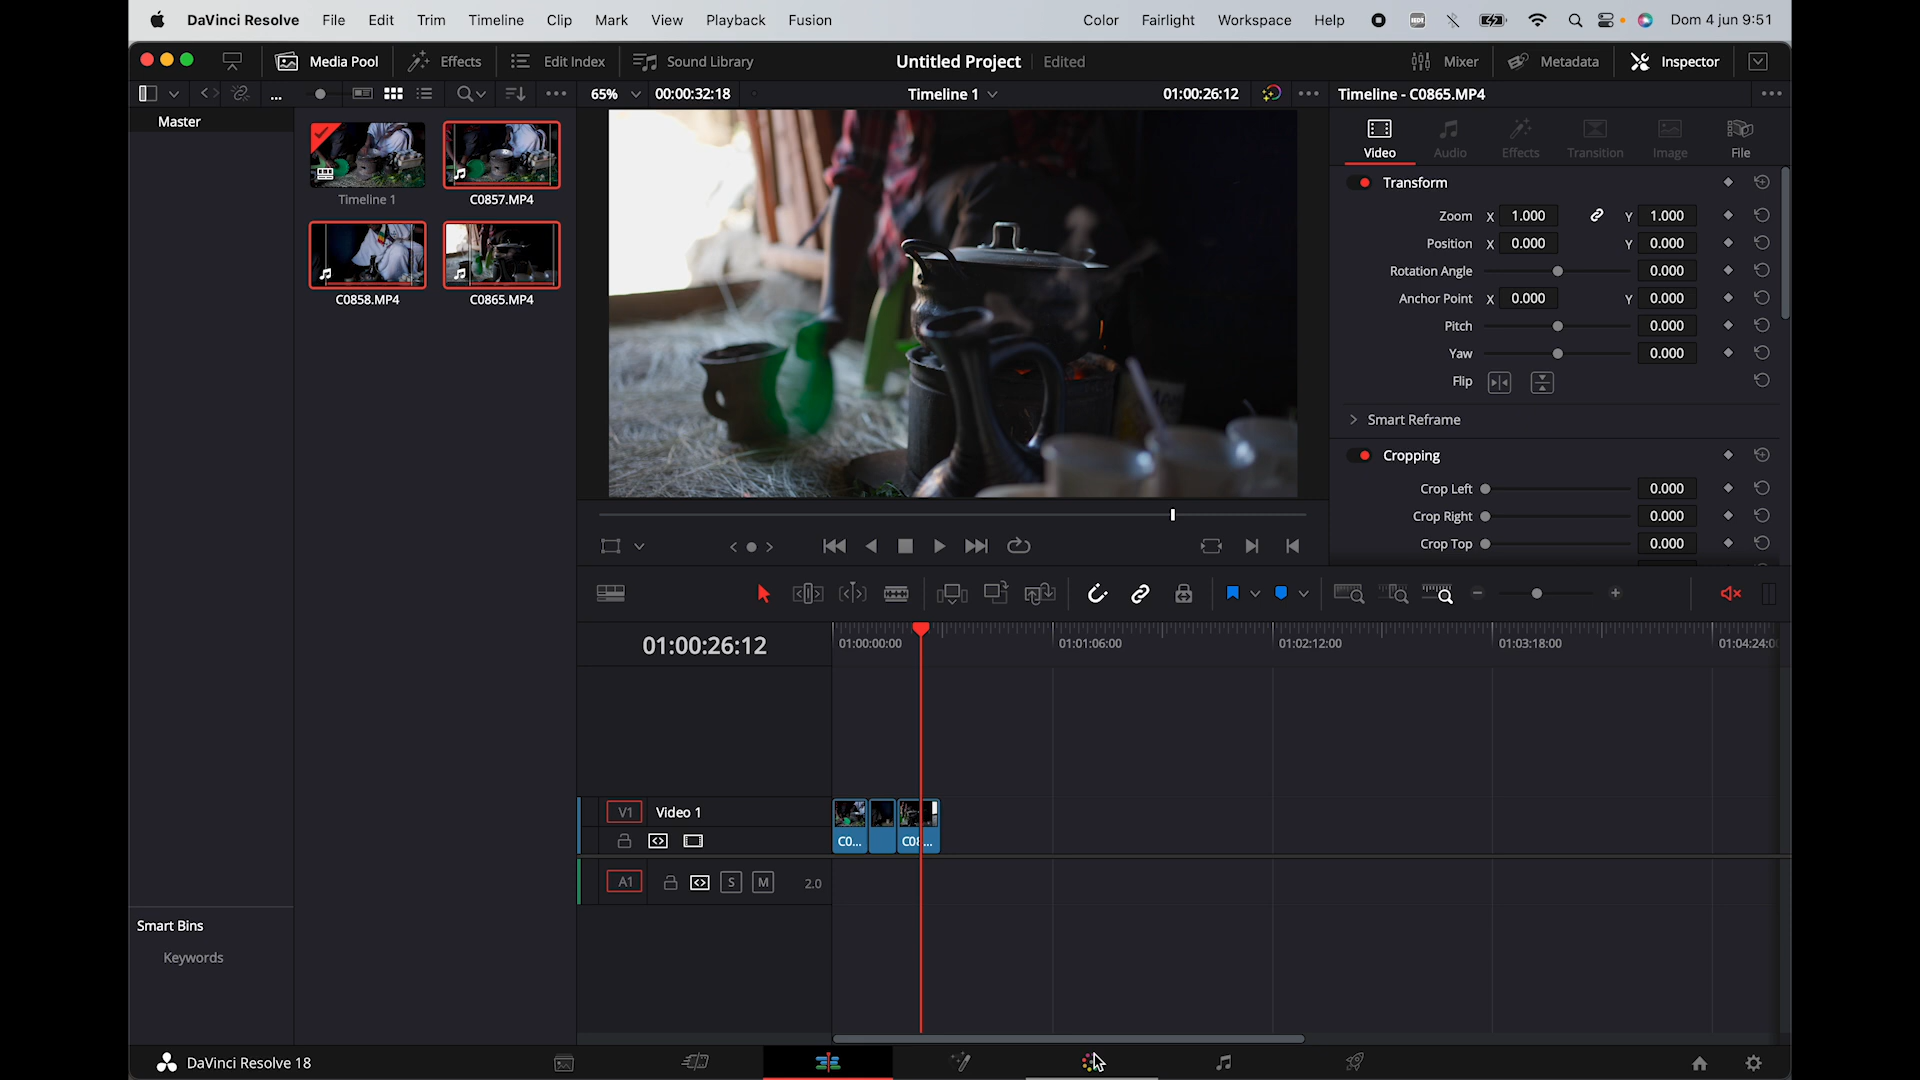 DaVinci Resolve File Edit Trim Timeline Clip Mark View Playback Fusion Color Fairlight Workspace Help Dom 4 jun 9:51
Media Pool Effects Edit Index Sound Library Untitled Project Edited Mixer Metadata Inspector
... 65% 00:00:32:18 Timeline 1 01:00:26:12 Timeline - C0865.MP4
Master
Timeline 1 C0857.MP4
C0858.MP4 C0865.MP4
Video Audio Effects Transition Image File
Transform
Zoom X 1.000 Y 1.000
Position X 0.000 Y 0.000
Rotation Angle 0.000
Anchor Point X 0.000 Y 0.000
Pitch 0.000
Yaw 0.000
Flip
Smart Reframe
Cropping
Crop Left 0.000
Crop Right 0.000
Crop Top 0.000
01:00:26:12 01:00:00:00 01:01:06:00 01:02:12:00 01:03:18:00 01:04:24:0
V1 Video 1
C0... C08...
A1 S M 2.0
Smart Bins
Keywords
DaVinci Resolve 18